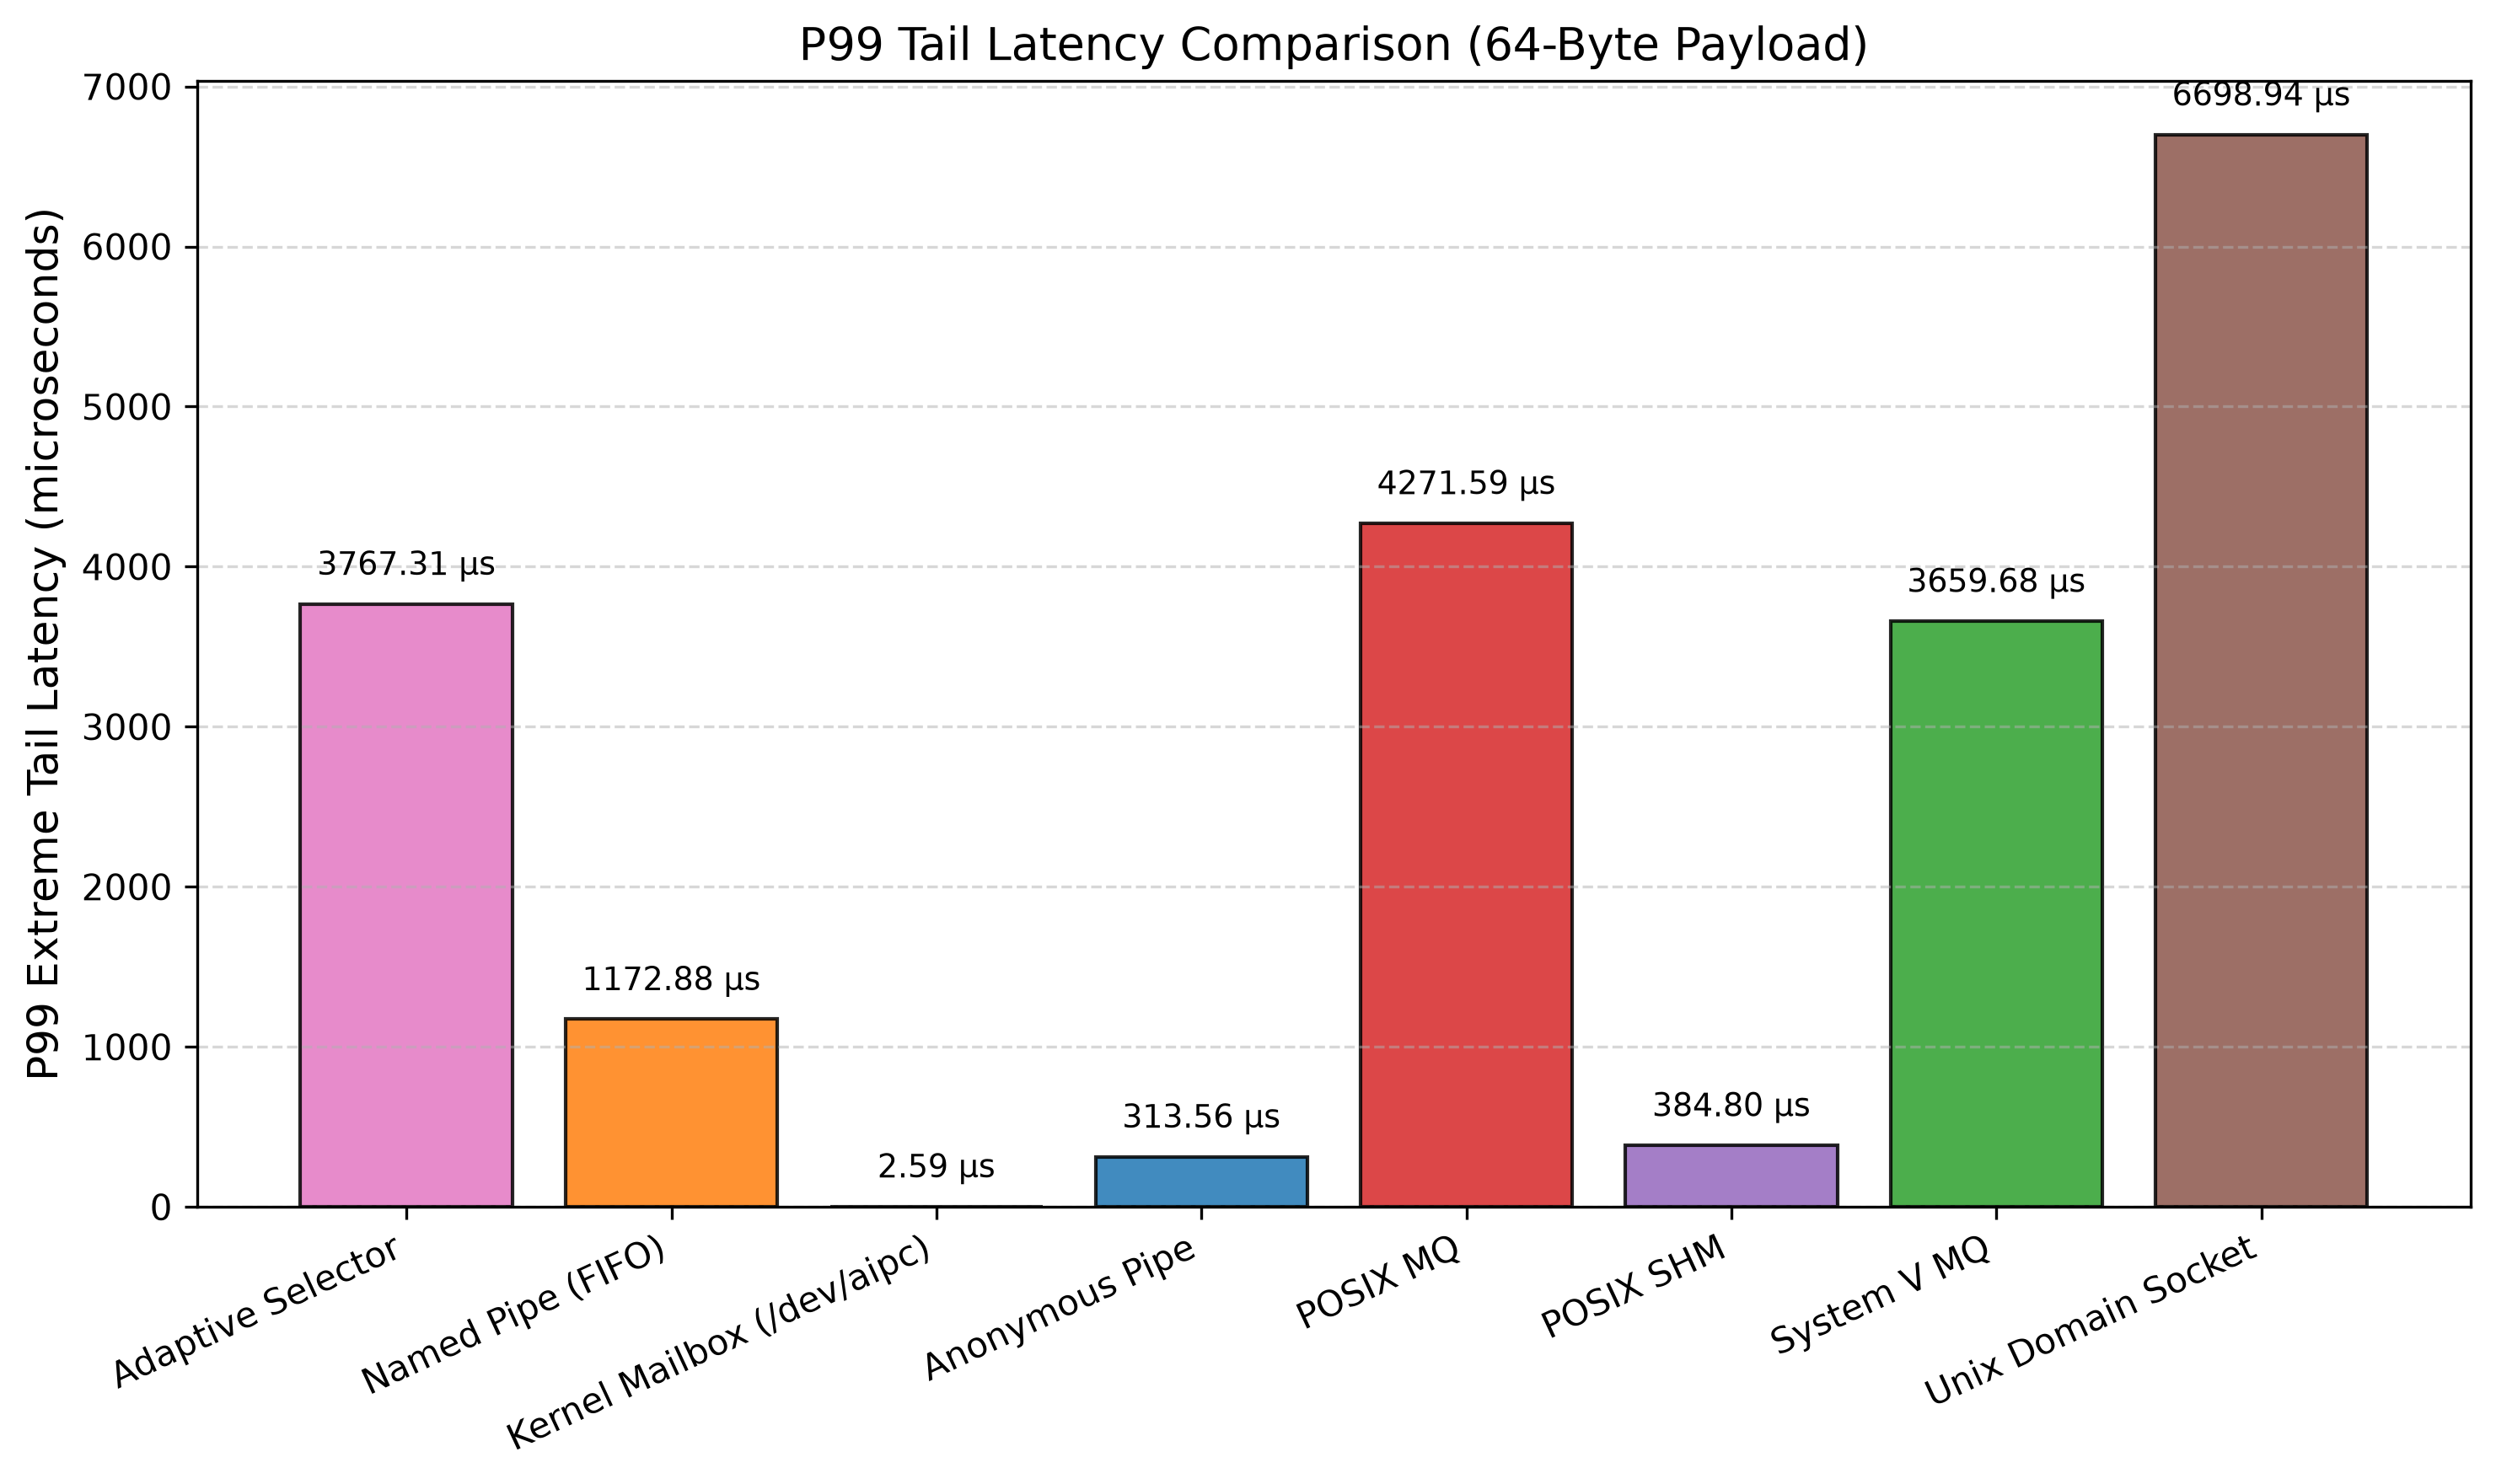 P99 Tail Latency Comparison (64-Byte Payload)
P99 Extreme Tail Latency (microseconds)
7000
6000
5000
4000
3000
2000
1000
0
3767.31 µs
1172.88 µs
2.59 µs
313.56 µs
4271.59 µs
384.80 µs
3659.68 µs
6698.94 µs
Adaptive Selector
Named Pipe (FIFO)
Kernel Mailbox (/dev/aipc)
Anonymous Pipe
POSIX MQ
POSIX SHM
System V MQ
Unix Domain Socket